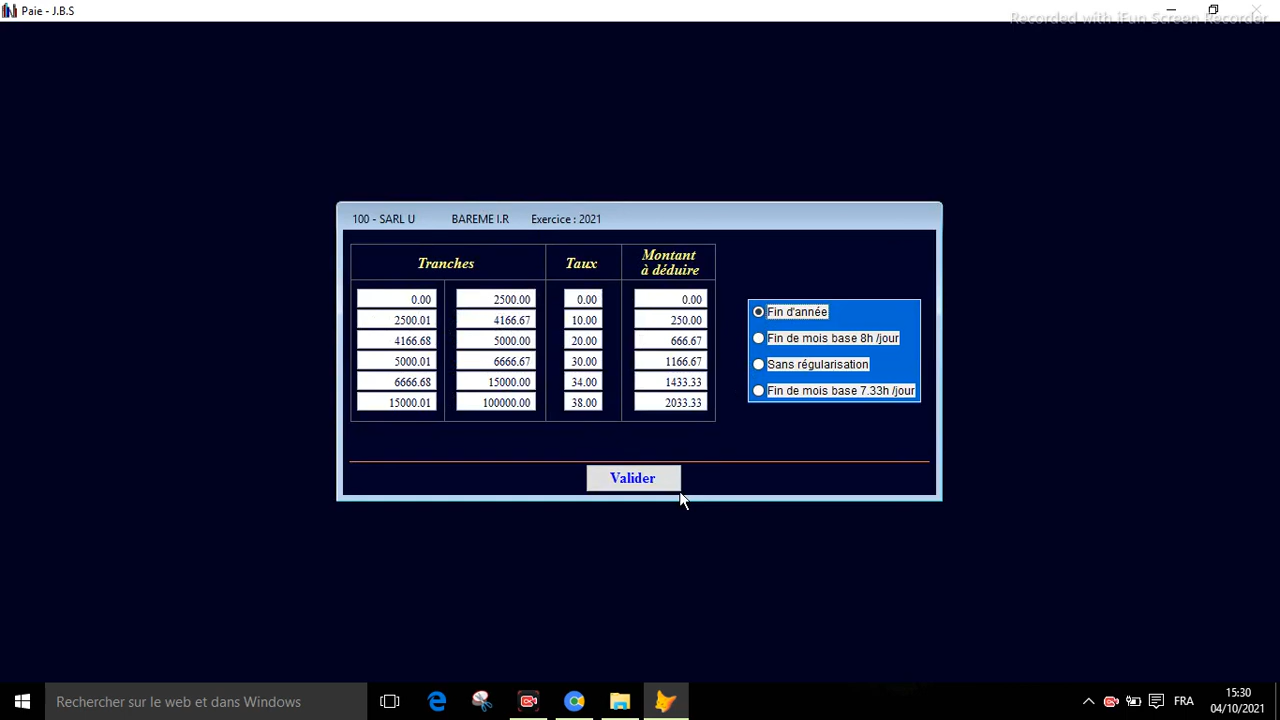 Paie - J.B.S
Recorded with iFun Screen Recorder
100 - SARL U BAREME I.R Exercice : 2021
Tranches Taux Montant à déduire
0.00 2500.00 0.00 0.00
2500.01 4166.67 10.00 250.00
4166.68 5000.00 20.00 666.67
5000.01 6666.67 30.00 1166.67
6666.68 15000.00 34.00 1433.33
15000.01 100000.00 38.00 2033.33
Fin d'année
Fin de mois base 8h /jour
Sans régularisation
Fin de mois base 7.33h /jour
Valider
Rechercher sur le web et dans Windows
FRA
15:30
04/10/2021